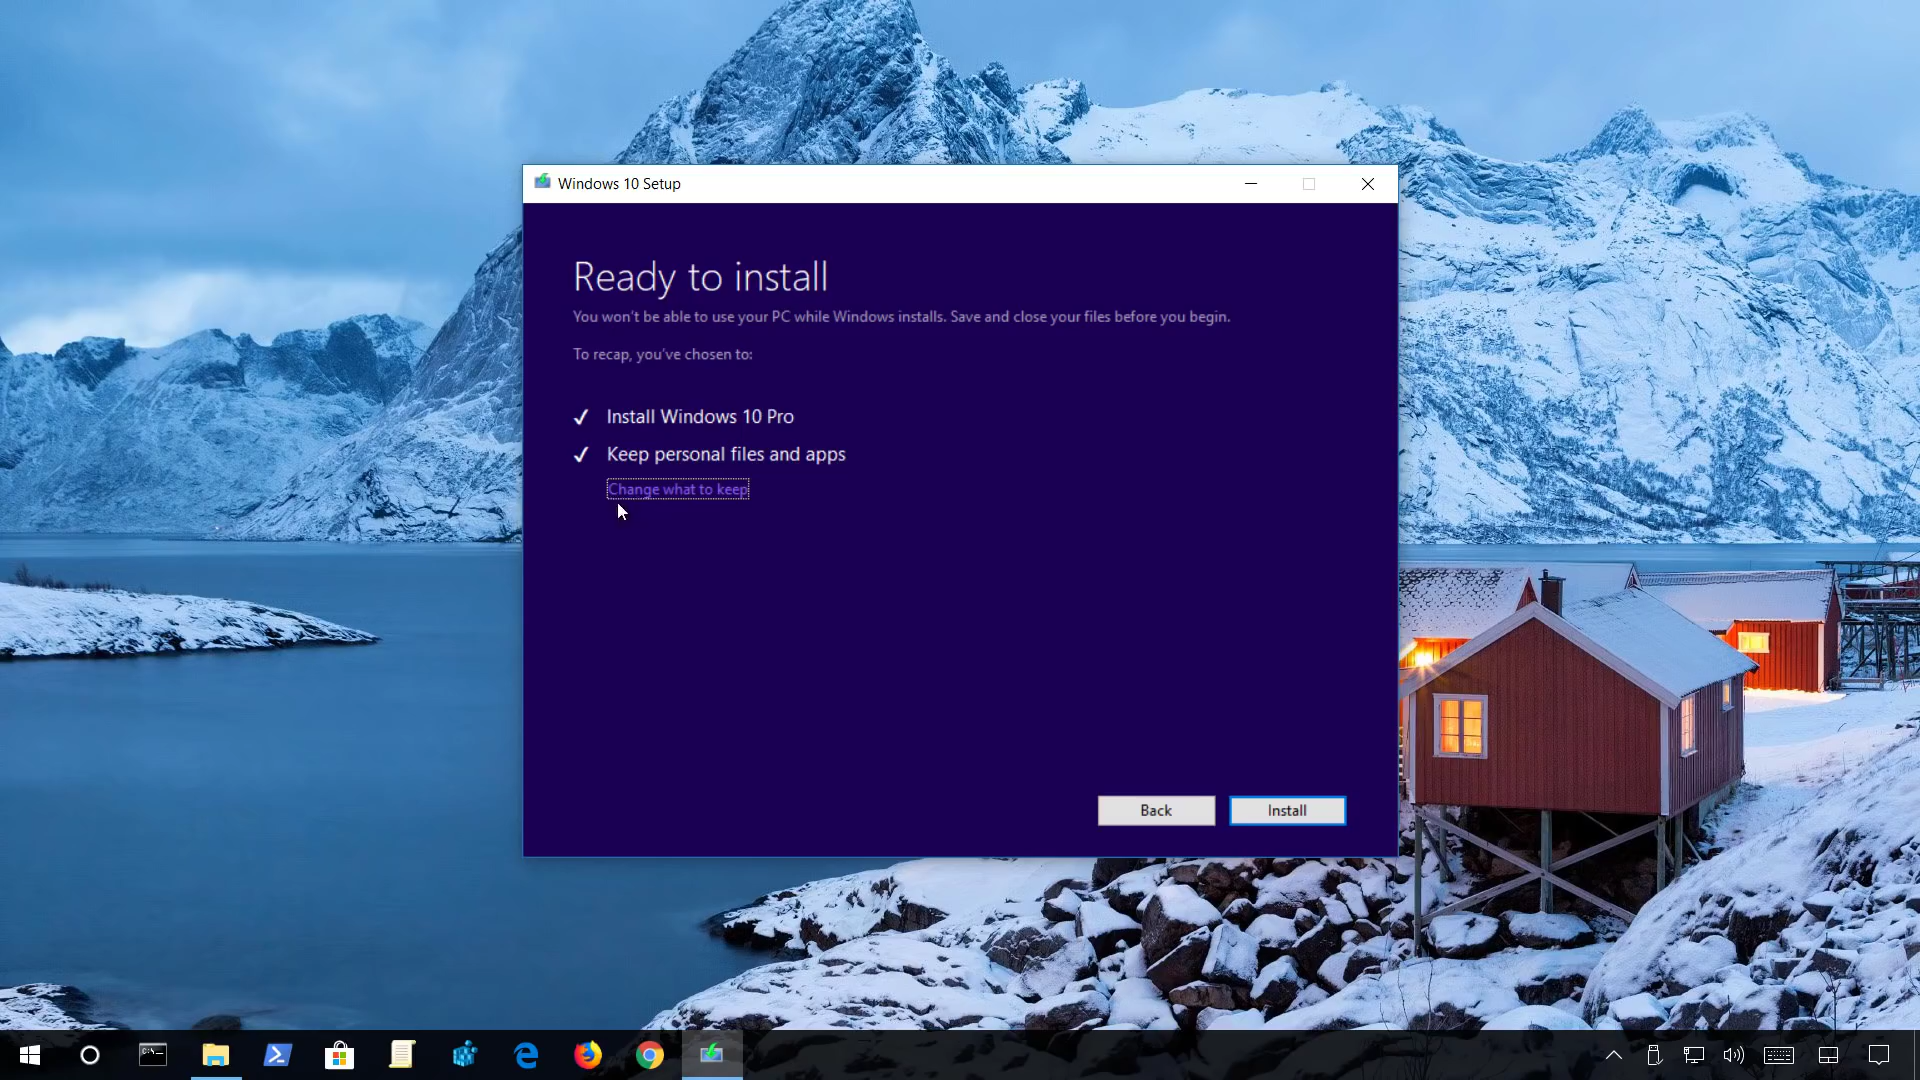 Windows 10 Setup
Ready to install
You won't be able to use your PC while Windows installs. Save and close your files before you begin.
To recap, you've chosen to:
✓ Install Windows 10 Pro
✓ Keep personal files and apps
Change what to keep
Back
Install